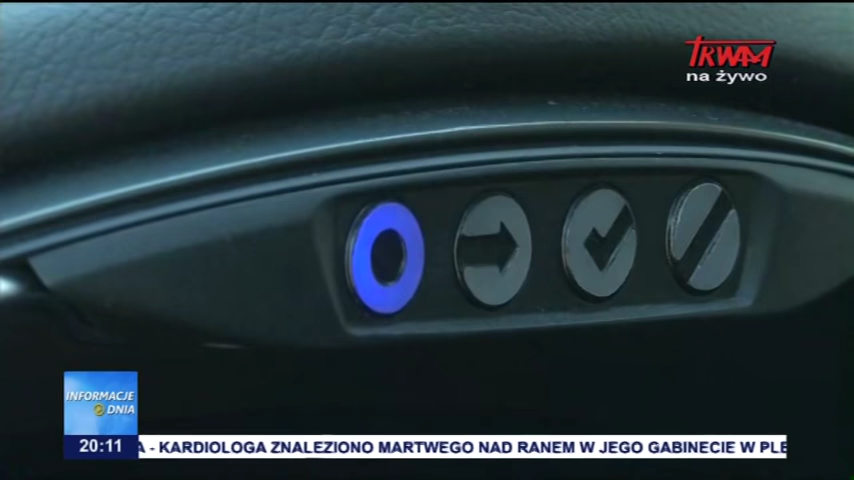 TRWAM
na żywo
INFORMACJE
DNIA
20:11
A - KARDIOLOGA ZNALEZIONO MARTWEGO NAD RANEM W JEGO GABINECIE W PLE